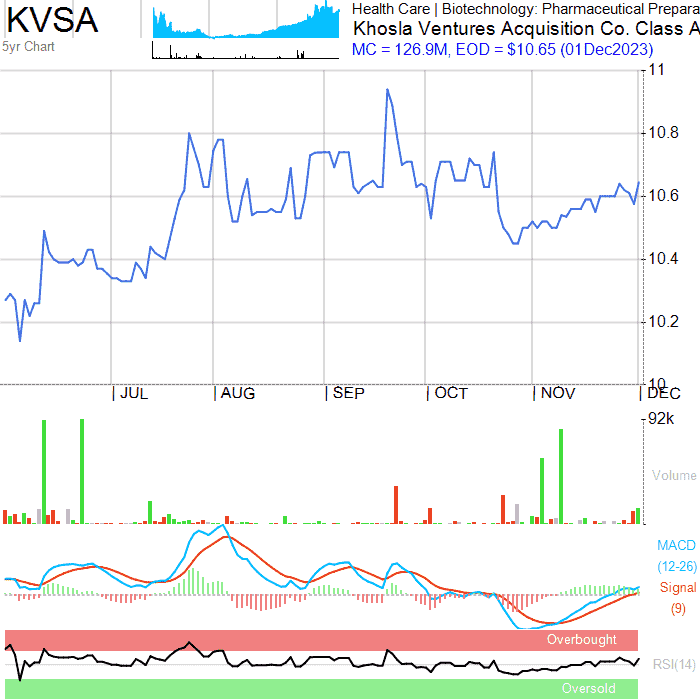 KVSA
5yr Chart
Health Care | Biotechnology: Pharmaceutical Prepara
Khosla Ventures Acquisition Co. Class A
MC = 126.9M, EOD = $10.65 (01Dec2023)
11
10.8
10.6
10.4
10.2
10
JUL AUG SEP OCT NOV DEC
92k
Volume
MACD
(12-26)
Signal
(9)
Overbought
RSI(14)
Oversold